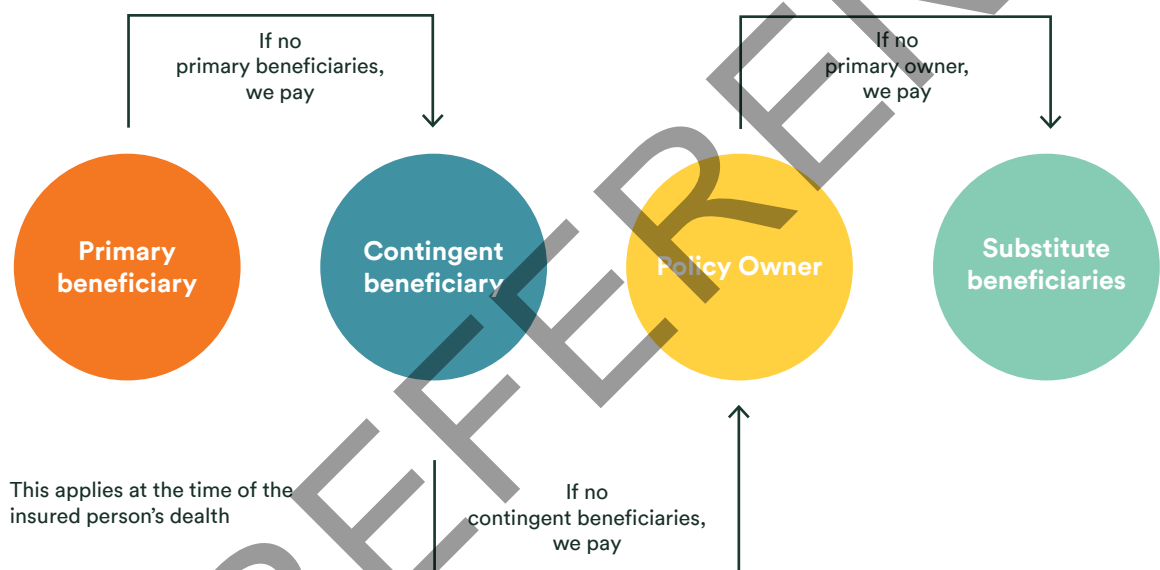 If no
primary beneficiaries,
we pay
If no
primary owner,
we pay
Primary
beneficiary
Contingent
beneficiary
Policy Owner
Substitute
beneficiaries
This applies at the time of the
insured person's dealth
If no
contingent beneficiaries,
we pay